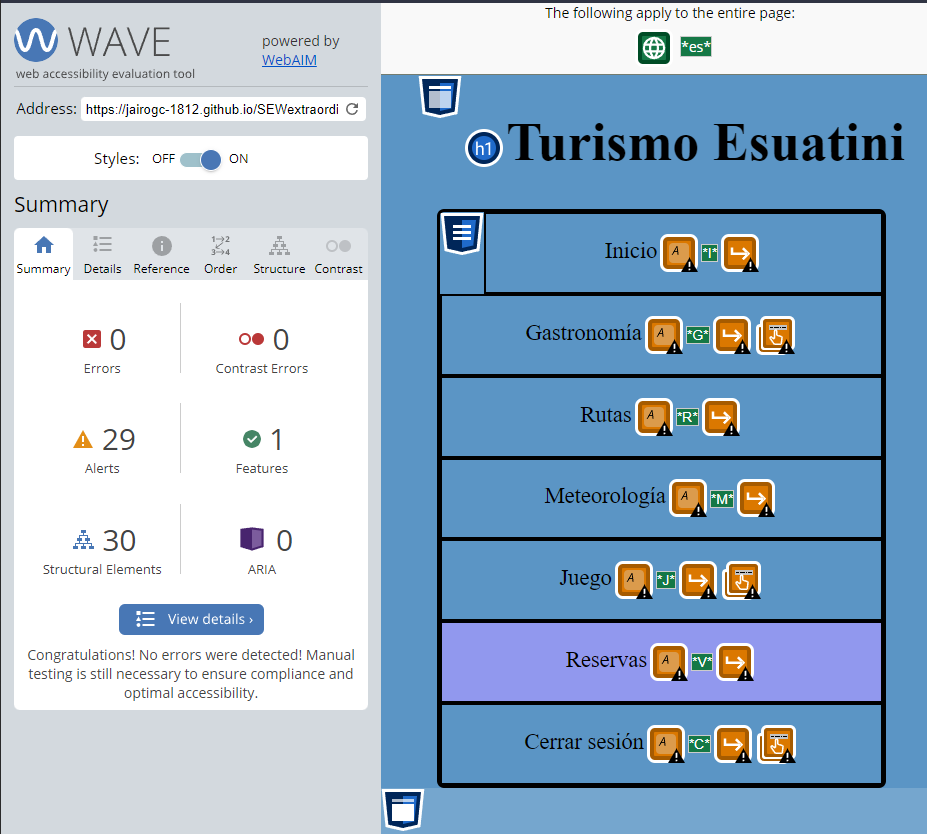 WAVE
web accessibility evaluation tool
powered by
WebAIM
Address: https://jairogc-1812.github.io/SEWextraordi
Styles: OFF ON
Summary
Summary Details Reference Order Structure Contrast
0
Errors
0
Contrast Errors
29
Alerts
1
Features
30
Structural Elements
0
ARIA
View details ›
Congratulations! No errors were detected! Manual
testing is still necessary to ensure compliance and
optimal accessibility.
The following apply to the entire page:
*es*
h1 Turismo Esuatini
Inicio A *I*
Gastronomía A *G*
Rutas A *R*
Meteorología A *M*
Juego A *J*
Reservas A *V*
Cerrar sesión A *C*